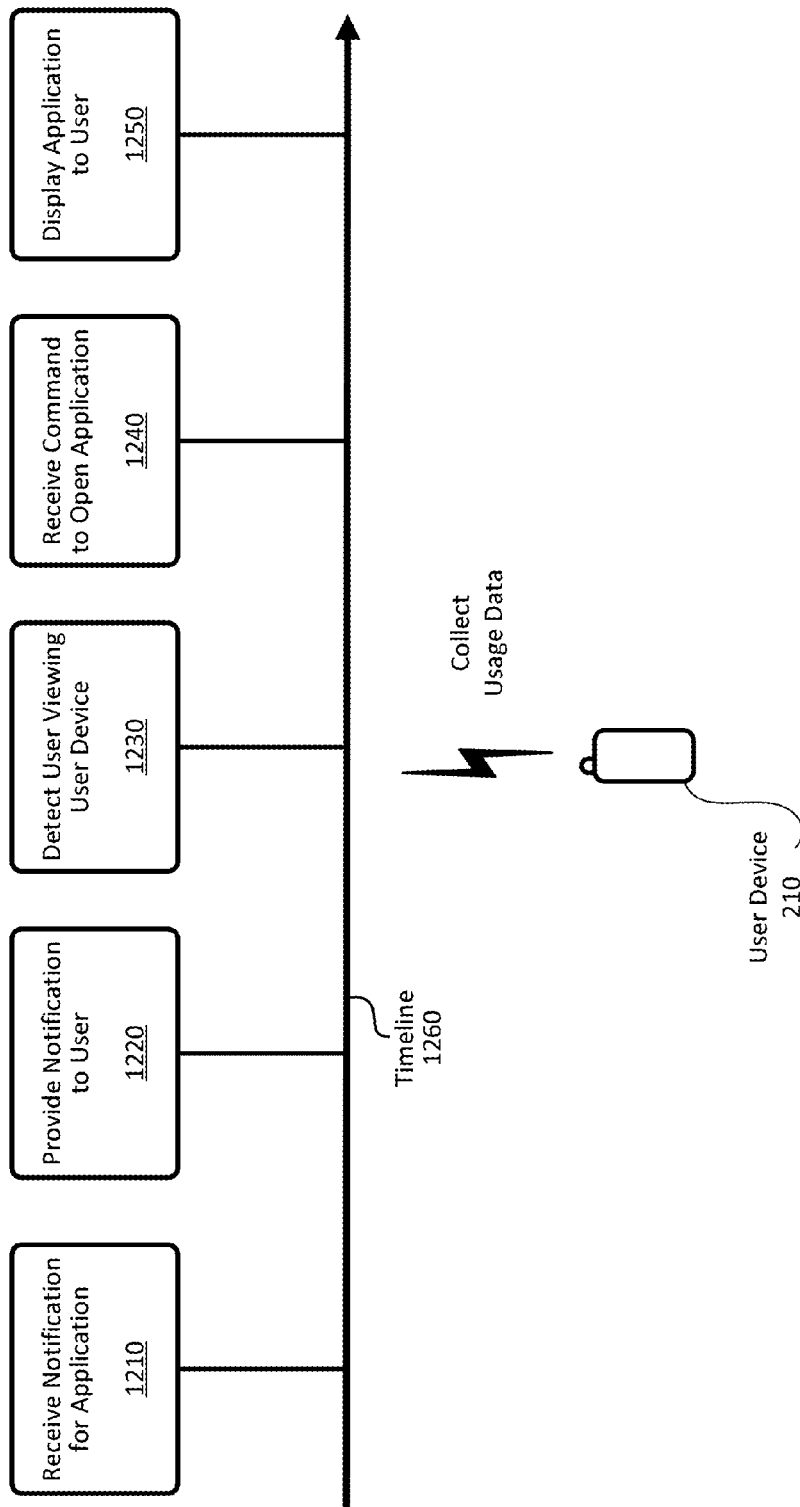 Receive Notification
for Application
1210
Provide Notification
to User
1220
Detect User Viewing
User Device
1230
Receive Command
to Open Application
1240
Display Application
to User
1250
Timeline
1260
Collect
Usage Data
User Device
210